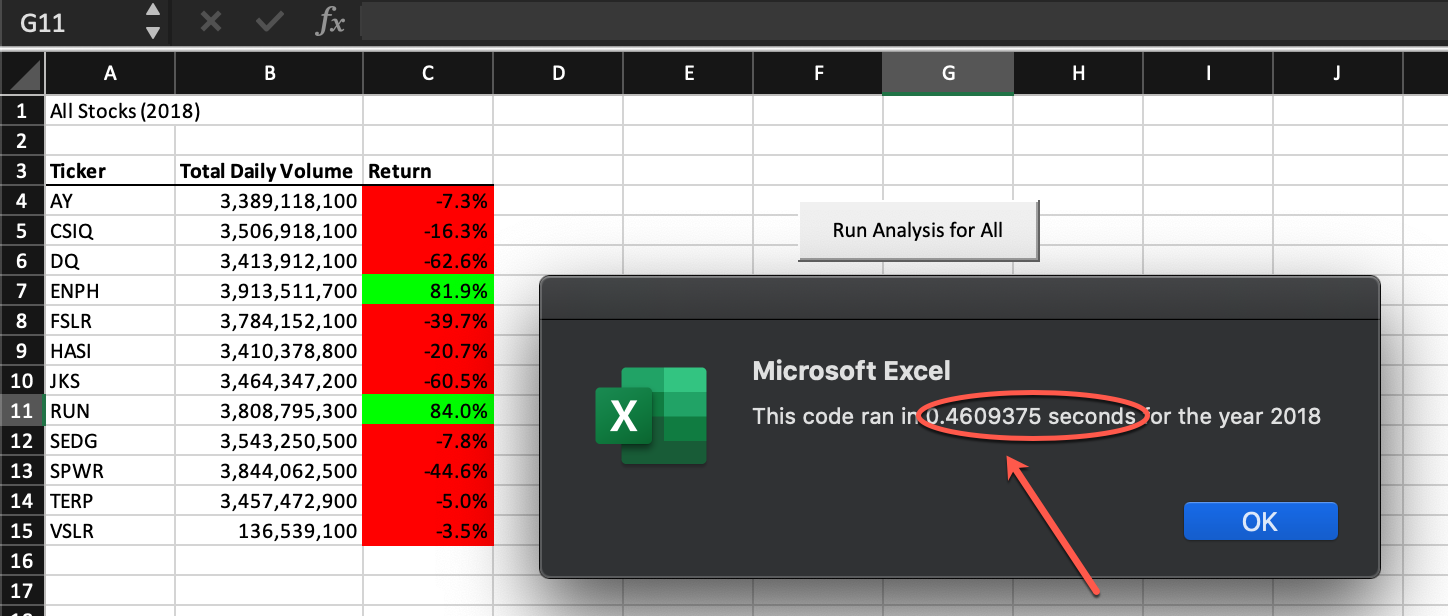 G11 fx
A B C D E F G H I J
1 All Stocks (2018)
2
3 Ticker Total Daily Volume Return
4 AY 3,389,118,100 -7.3%
5 CSIQ 3,506,918,100 -16.3%
6 DQ 3,413,912,100 -62.6%
7 ENPH 3,913,511,700 81.9%
8 FSLR 3,784,152,100 -39.7%
9 HASI 3,410,378,800 -20.7%
10 JKS 3,464,347,200 -60.5%
11 RUN 3,808,795,300 84.0%
12 SEDG 3,543,250,500 -7.8%
13 SPWR 3,844,062,500 -44.6%
14 TERP 3,457,472,900 -5.0%
15 VSLR 136,539,100 -3.5%
16
17
Run Analysis for All
X
Microsoft Excel
This code ran in 0.4609375 seconds for the year 2018
OK